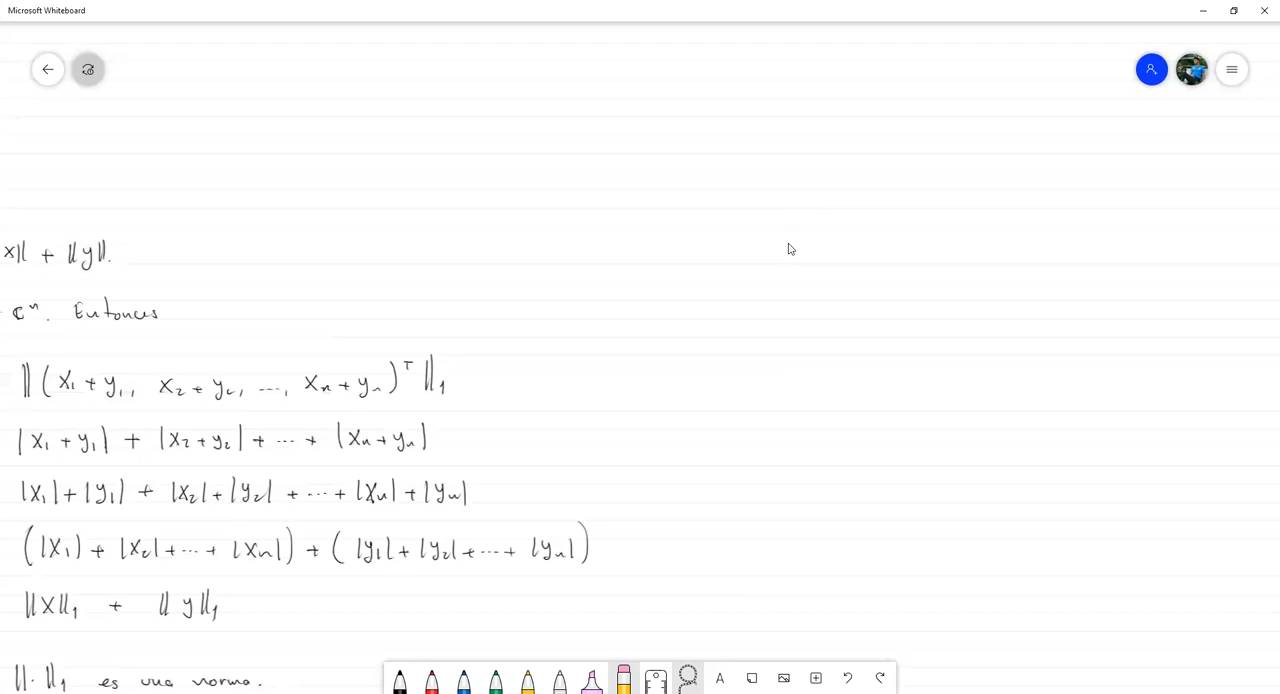 Microsoft Whiteboard
x‖ + ‖y‖.
ℂⁿ. Entonces
‖(x₁ + y₁, x₂ + y₂, ..., xₙ + yₙ)ᵀ‖₁
|x₁ + y₁| + |x₂ + y₂| + ... + |xₙ + yₙ|
|x₁| + |y₁| + |x₂| + |y₂| + ... + |xₙ| + |yₙ|
(|x₁| + |x₂| + ... + |xₙ|) + (|y₁| + |y₂| + ... + |yₙ|)
‖x‖₁ + ‖y‖₁
‖·‖₁ es una norma.
A